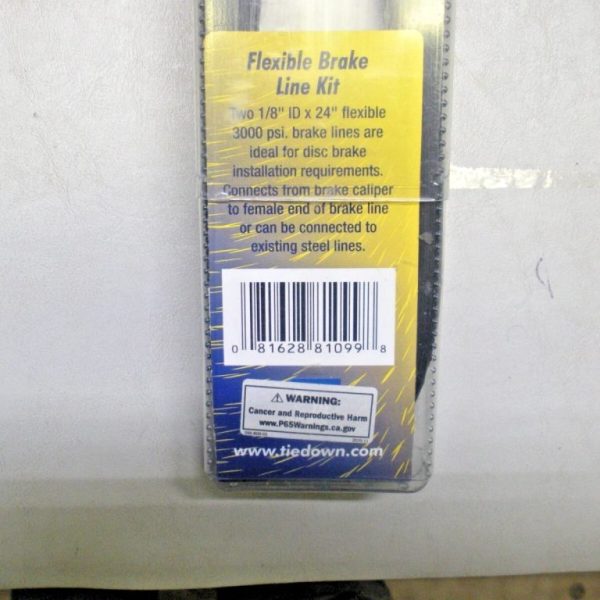 Flexible Brake
Line Kit
Two 1/8" ID x 24" flexible
3000 psi. brake lines are
ideal for disc brake
installation requirements.
Connects from brake caliper
to female end of brake line
or can be connected to
existing steel lines.
0 81628 81099 8
⚠ WARNING:
Cancer and Reproductive Harm
www.P65Warnings.ca.gov
www.tiedown.com